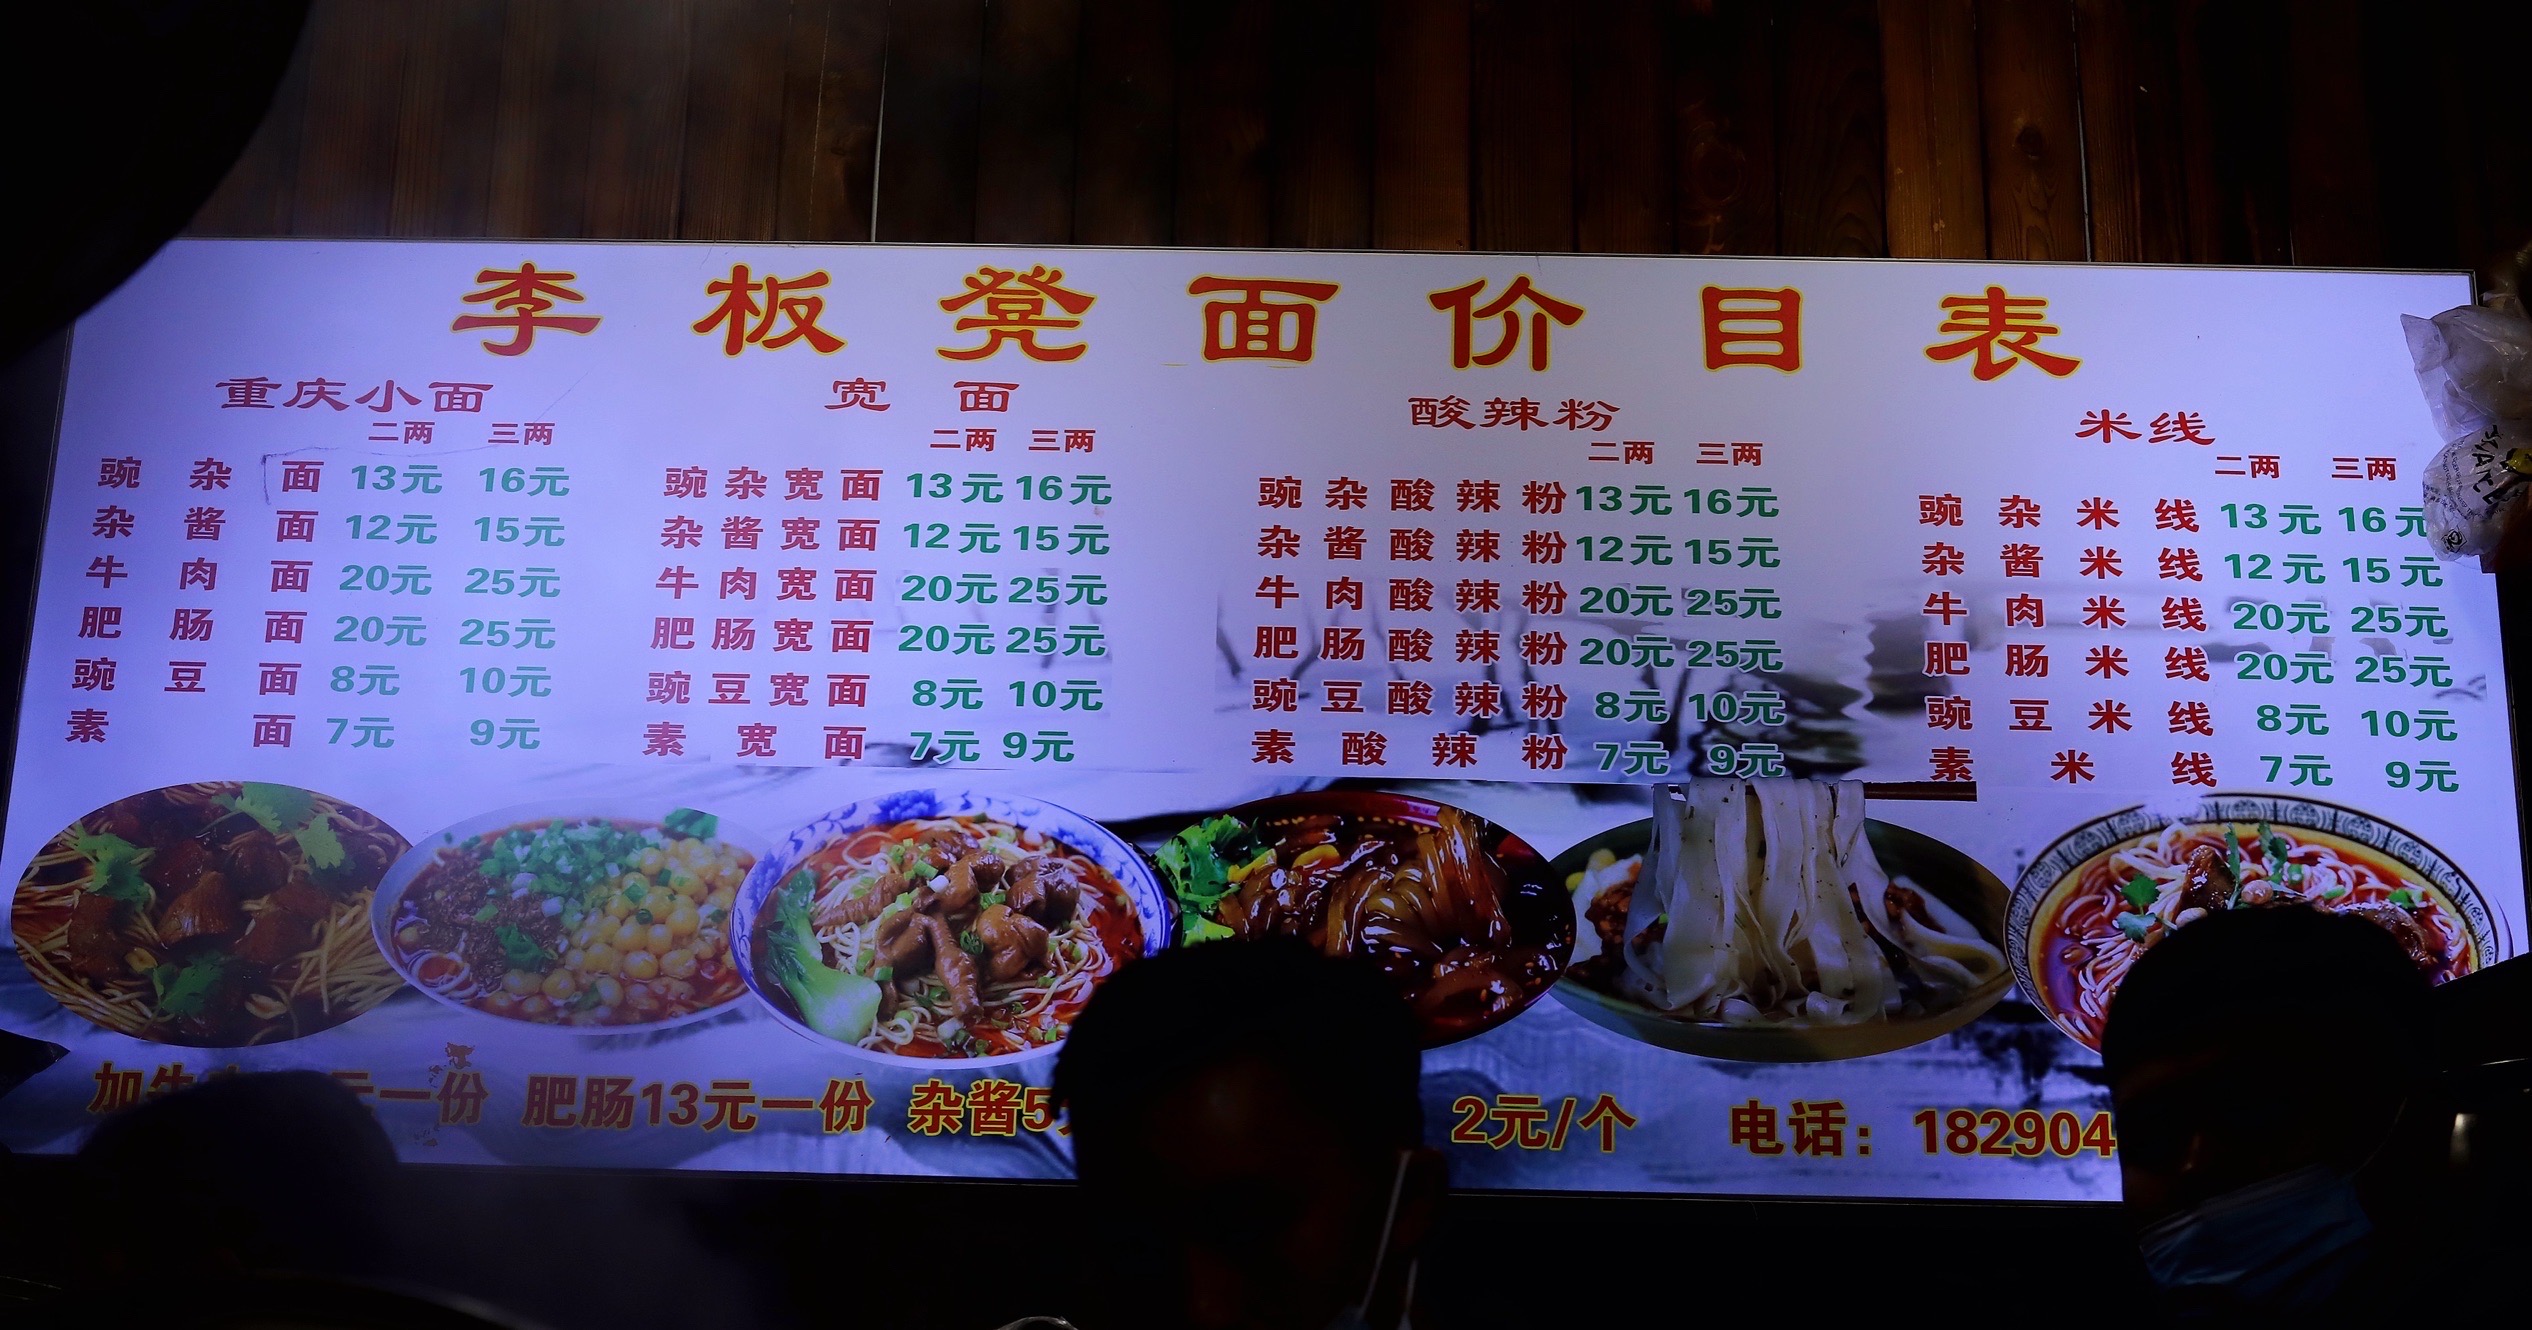 李板凳面价目表
重庆小面
二两 三两
豌杂面 13元 16元
杂酱面 12元 15元
牛肉面 20元 25元
肥肠面 20元 25元
豌豆面 8元 10元
素面 7元 9元
宽面
二两 三两
豌杂宽面 13元 16元
杂酱宽面 12元 15元
牛肉宽面 20元 25元
肥肠宽面 20元 25元
豌豆宽面 8元 10元
素宽面 7元 9元
酸辣粉
二两 三两
豌杂酸辣粉 13元 16元
杂酱酸辣粉 12元 15元
牛肉酸辣粉 20元 25元
肥肠酸辣粉 20元 25元
豌豆酸辣粉 8元 10元
素酸辣粉 7元 9元
米线
二两 三两
豌杂米线 13元 16元
杂酱米线 12元 15元
牛肉米线 20元 25元
肥肠米线 20元 25元
豌豆米线 8元 10元
素米线 7元 9元
加牛 元一份 肥肠13元一份 杂酱5 2元/个 电话：182904